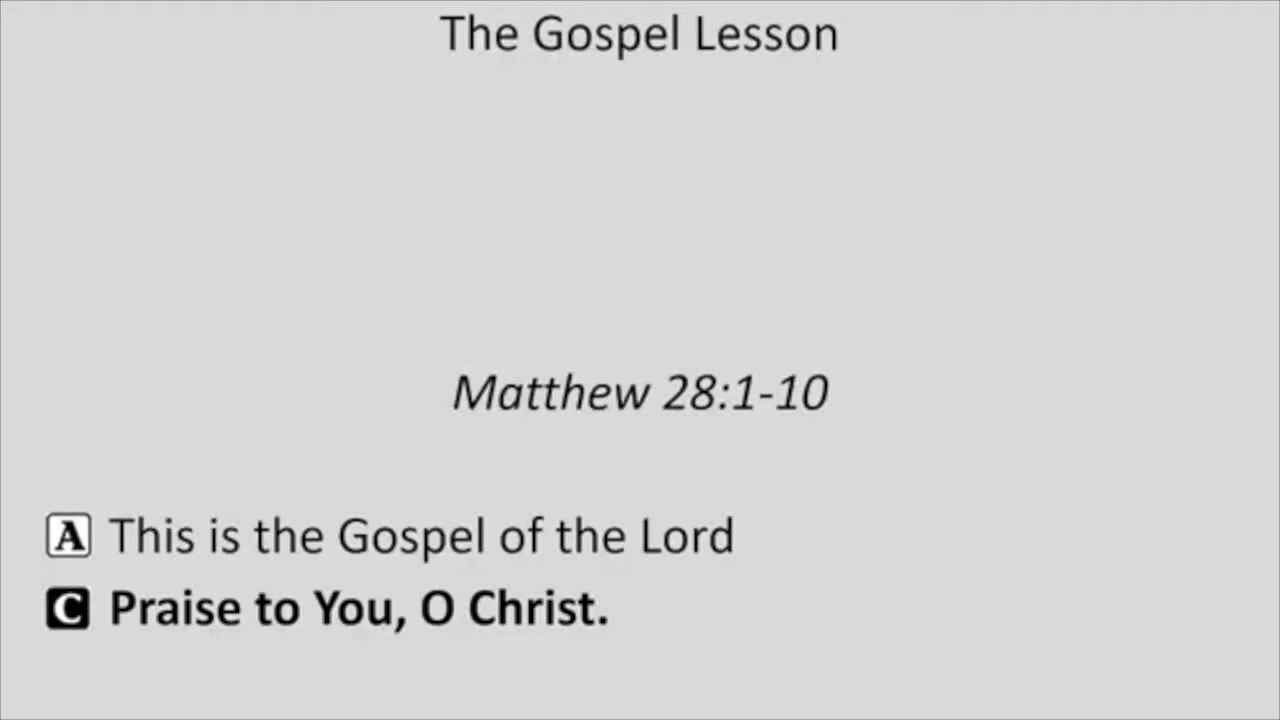 The Gospel Lesson
Matthew 28:1-10
A This is the Gospel of the Lord
C Praise to You, O Christ.